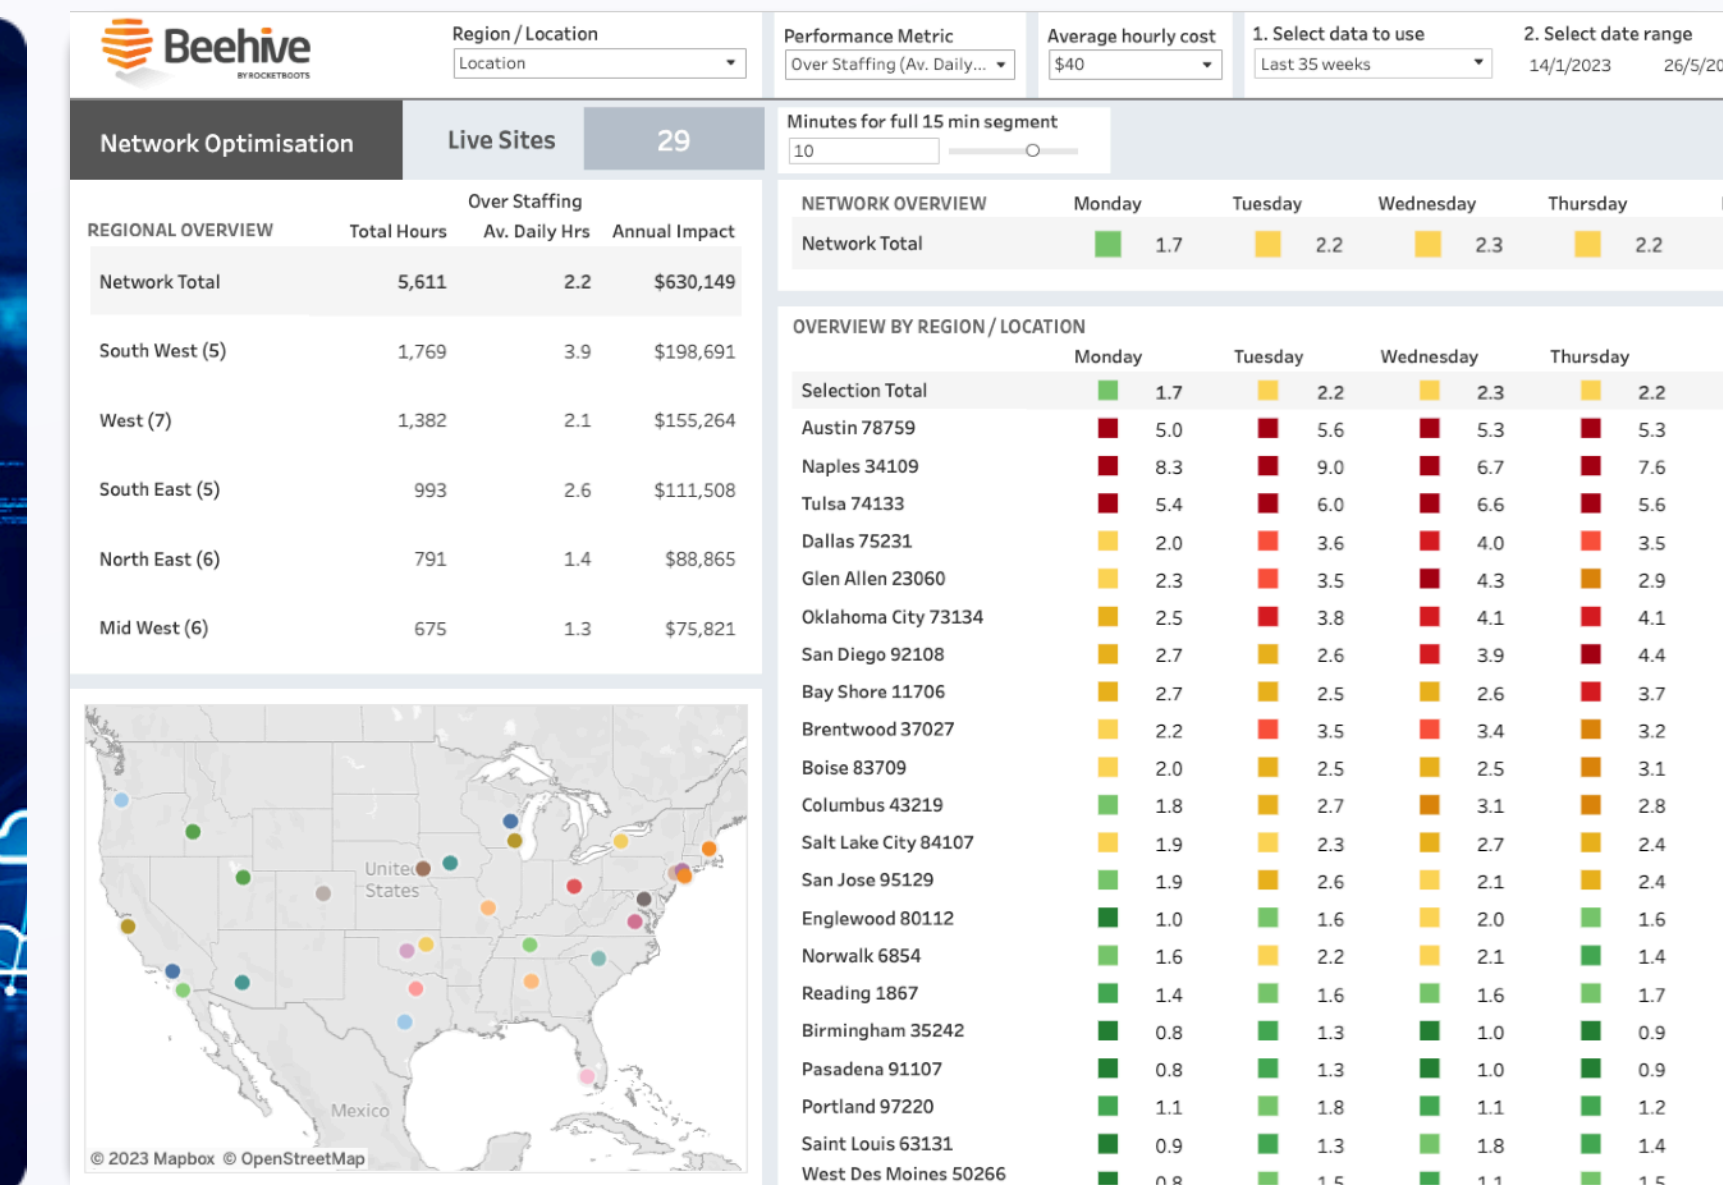 Beehive
BY ROCKETBOOTS
Region / Location
Location
Performance Metric
Over Staffing (Av. Daily...
Average hourly cost
$40
1. Select data to use
Last 35 weeks
2. Select date range
14/1/2023 26/5/20
Network Optimisation
Live Sites 29
Minutes for full 15 min segment
10
Over Staffing
REGIONAL OVERVIEW Total Hours Av. Daily Hrs Annual Impact
Network Total 5,611 2.2 $630,149
South West (5) 1,769 3.9 $198,691
West (7) 1,382 2.1 $155,264
South East (5) 993 2.6 $111,508
North East (6) 791 1.4 $88,865
Mid West (6) 675 1.3 $75,821
United
States
Mexico
© 2023 Mapbox © OpenStreetMap
NETWORK OVERVIEW Monday Tuesday Wednesday Thursday
Network Total 1.7 2.2 2.3 2.2
OVERVIEW BY REGION / LOCATION
Monday Tuesday Wednesday Thursday
Selection Total 1.7 2.2 2.3 2.2
Austin 78759 5.0 5.6 5.3 5.3
Naples 34109 8.3 9.0 6.7 7.6
Tulsa 74133 5.4 6.0 6.6 5.6
Dallas 75231 2.0 3.6 4.0 3.5
Glen Allen 23060 2.3 3.5 4.3 2.9
Oklahoma City 73134 2.5 3.8 4.1 4.1
San Diego 92108 2.7 2.6 3.9 4.4
Bay Shore 11706 2.7 2.5 2.6 3.7
Brentwood 37027 2.2 3.5 3.4 3.2
Boise 83709 2.0 2.5 2.5 3.1
Columbus 43219 1.8 2.7 3.1 2.8
Salt Lake City 84107 1.9 2.3 2.7 2.4
San Jose 95129 1.9 2.6 2.1 2.4
Englewood 80112 1.0 1.6 2.0 1.6
Norwalk 6854 1.6 2.2 2.1 1.4
Reading 1867 1.4 1.6 1.6 1.7
Birmingham 35242 0.8 1.3 1.0 0.9
Pasadena 91107 0.8 1.3 1.0 0.9
Portland 97220 1.1 1.8 1.1 1.2
Saint Louis 63131 0.9 1.3 1.8 1.4
West Des Moines 50266 0.8 1.5 1.1 1.5